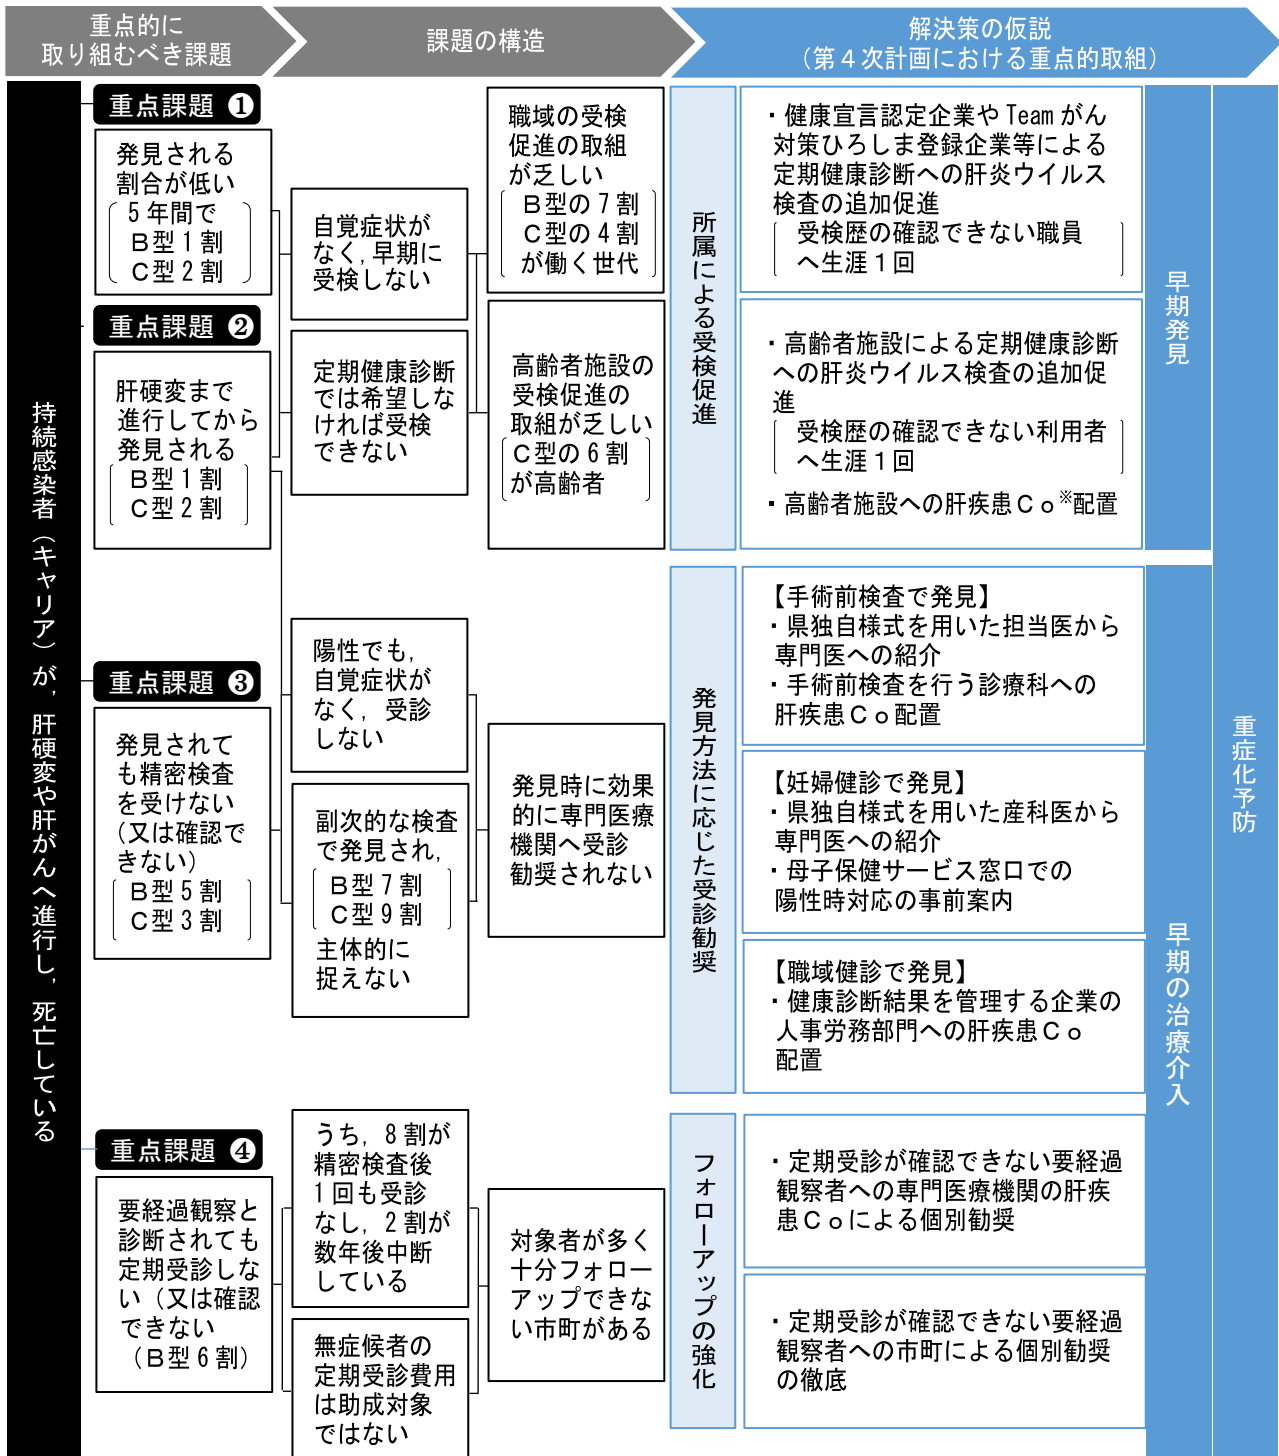 重点的に
取り組むべき課題
課題の構造
解決策の仮説
（第４次計画における重点的取組）
持続感染者（キャリア）が，肝硬変や肝がんへ進行し，死亡している
重点課題 ❶
発見される
割合が低い
５年間で
Ｂ型１割
Ｃ型２割
重点課題 ❷
肝硬変まで
進行してから
発見される
Ｂ型１割
Ｃ型２割
自覚症状が
なく，早期に
受検しない
定期健康診断
では希望しな
ければ受検
できない
職域の受検
促進の取組
が乏しい
Ｂ型の７割
Ｃ型の４割
が働く世代
高齢者施設の
受検促進の
取組が乏しい
Ｃ型の６割
が高齢者
所属による受検促進
・健康宣言認定企業や Team がん
対策ひろしま登録企業等による
定期健康診断への肝炎ウイルス
検査の追加促進
受検歴の確認できない職員
へ生涯１回
・高齢者施設による定期健康診断
への肝炎ウイルス検査の追加促
進
受検歴の確認できない利用者
へ生涯１回
・高齢者施設への肝疾患Ｃｏ※配置
早期発見
重点課題 ❸
発見されて
も精密検査
を受けない
（又は確認で
きない）
Ｂ型５割
Ｃ型３割
陽性でも，
自覚症状が
なく，受診
しない
副次的な検査
で発見され，
Ｂ型７割
Ｃ型９割
主体的に
捉えない
発見時に効果
的に専門医療
機関へ受診
勧奨されない
発見方法に応じた受診勧奨
【手術前検査で発見】
・県独自様式を用いた担当医から
専門医への紹介
・手術前検査を行う診療科への
肝疾患Ｃｏ配置
【妊婦健診で発見】
・県独自様式を用いた産科医から
専門医への紹介
・母子保健サービス窓口での
陽性時対応の事前案内
【職域健診で発見】
・健康診断結果を管理する企業の
人事労務部門への肝疾患Ｃｏ
配置
重点課題 ❹
要経過観察と
診断されても
定期受診しな
い（又は確認
できない
（Ｂ型６割）
うち，８割が
精密検査後
１回も受診
なし，２割が
数年後中断
している
無症候者の
定期受診費用
は助成対象
ではない
対象者が多く
十分フォロー
アップできな
い市町がある
フォローアップの強化
・定期受診が確認できない要経過
観察者への専門医療機関の肝疾
患Ｃｏによる個別勧奨
・定期受診が確認できない要経過
観察者への市町による個別勧奨
の徹底
早期の治療介入
重症化予防